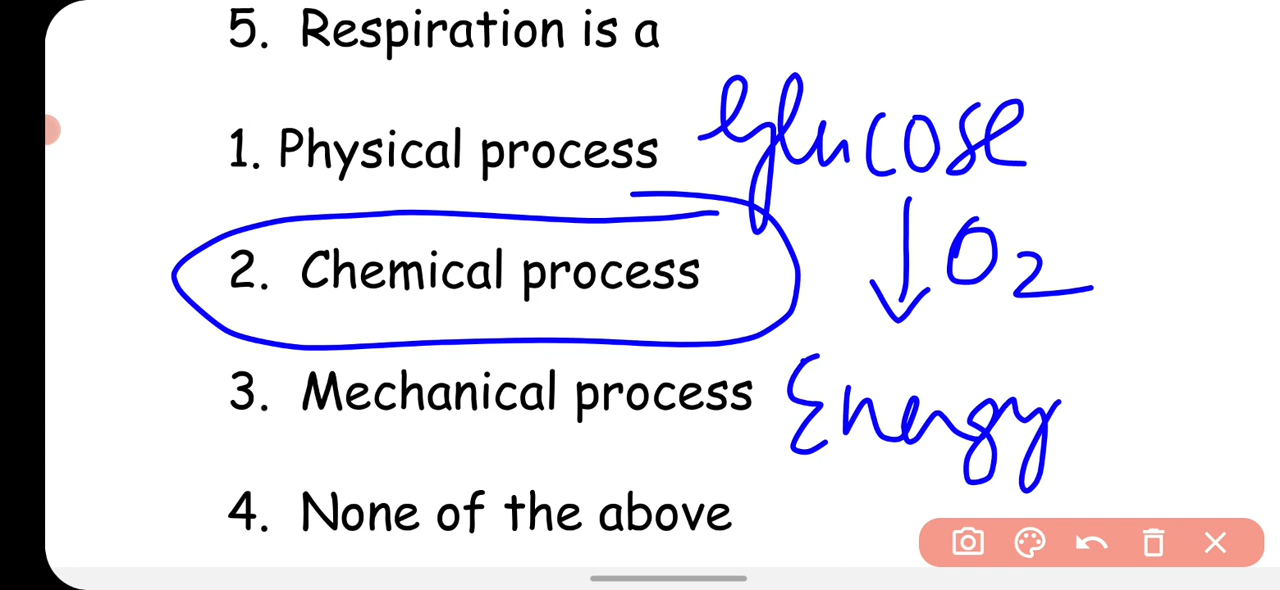 5. Respiration is a
1. Physical process
glucose
2. Chemical process
O2
3. Mechanical process
Energy
4. None of the above